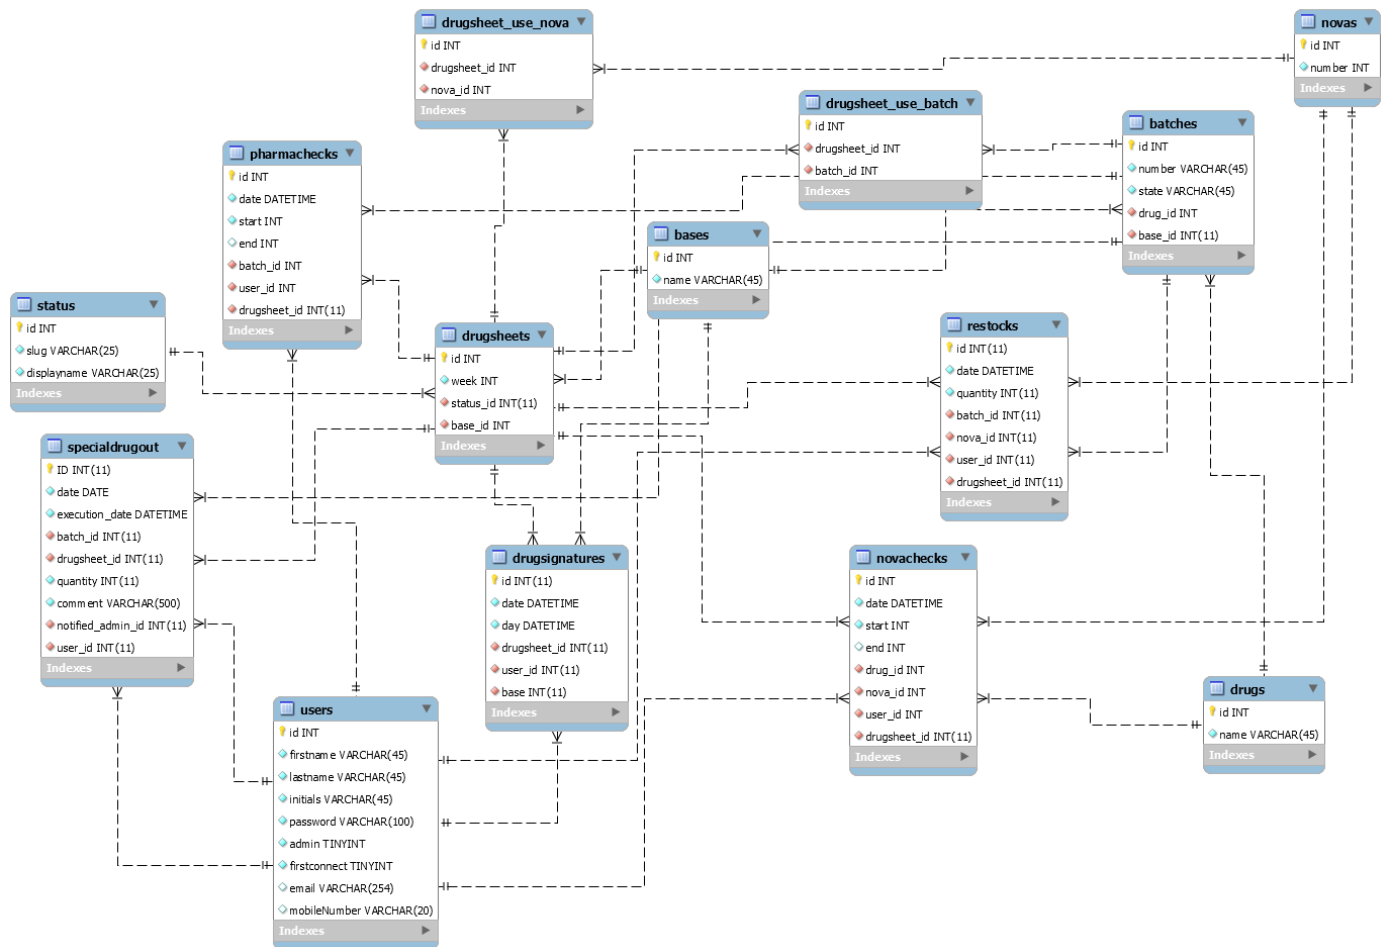 drugsheet_use_nova
id INT
drugsheet_id INT
nova_id INT
Indexes
novas
id INT
number INT
Indexes
drugsheet_use_batch
id INT
drugsheet_id INT
batch_id INT
Indexes
batches
id INT
number VARCHAR(45)
state VARCHAR(45)
drug_id INT
base_id INT(11)
Indexes
pharmachecks
id INT
date DATETIME
start INT
end INT
batch_id INT
user_id INT
drugsheet_id INT(11)
Indexes
bases
id INT
name VARCHAR(45)
status
id INT
slug VARCHAR(25)
displayname VARCHAR(25)
Indexes
drugsheets
id INT
week INT
status_id INT(11)
base_id INT
Indexes
restocks
id INT(11)
date DATETIME
quantity INT(11)
batch_id INT(11)
nova_id INT(11)
user_id INT(11)
drugsheet_id INT(11)
Indexes
specialdrugout
ID INT(11)
date DATE
execution_date DATETIME
batch_id INT(11)
drugsheet_id INT(11)
quantity INT(11)
comment VARCHAR(500)
notified_admin_id INT(11)
user_id INT(11)
Indexes
drugsignatures
id INT(11)
date DATETIME
day DATETIME
drugsheet_id INT(11)
user_id INT(11)
base INT(11)
Indexes
novachecks
id INT
date DATETIME
start INT
end INT
drug_id INT
nova_id INT
user_id INT
drugsheet_id INT(11)
Indexes
drugs
id INT
name VARCHAR(45)
Indexes
users
id INT
firstname VARCHAR(45)
lastname VARCHAR(45)
initials VARCHAR(45)
password VARCHAR(100)
admin TINYINT
firstconnect TINYINT
email VARCHAR(254)
mobileNumber VARCHAR(20)
Indexes